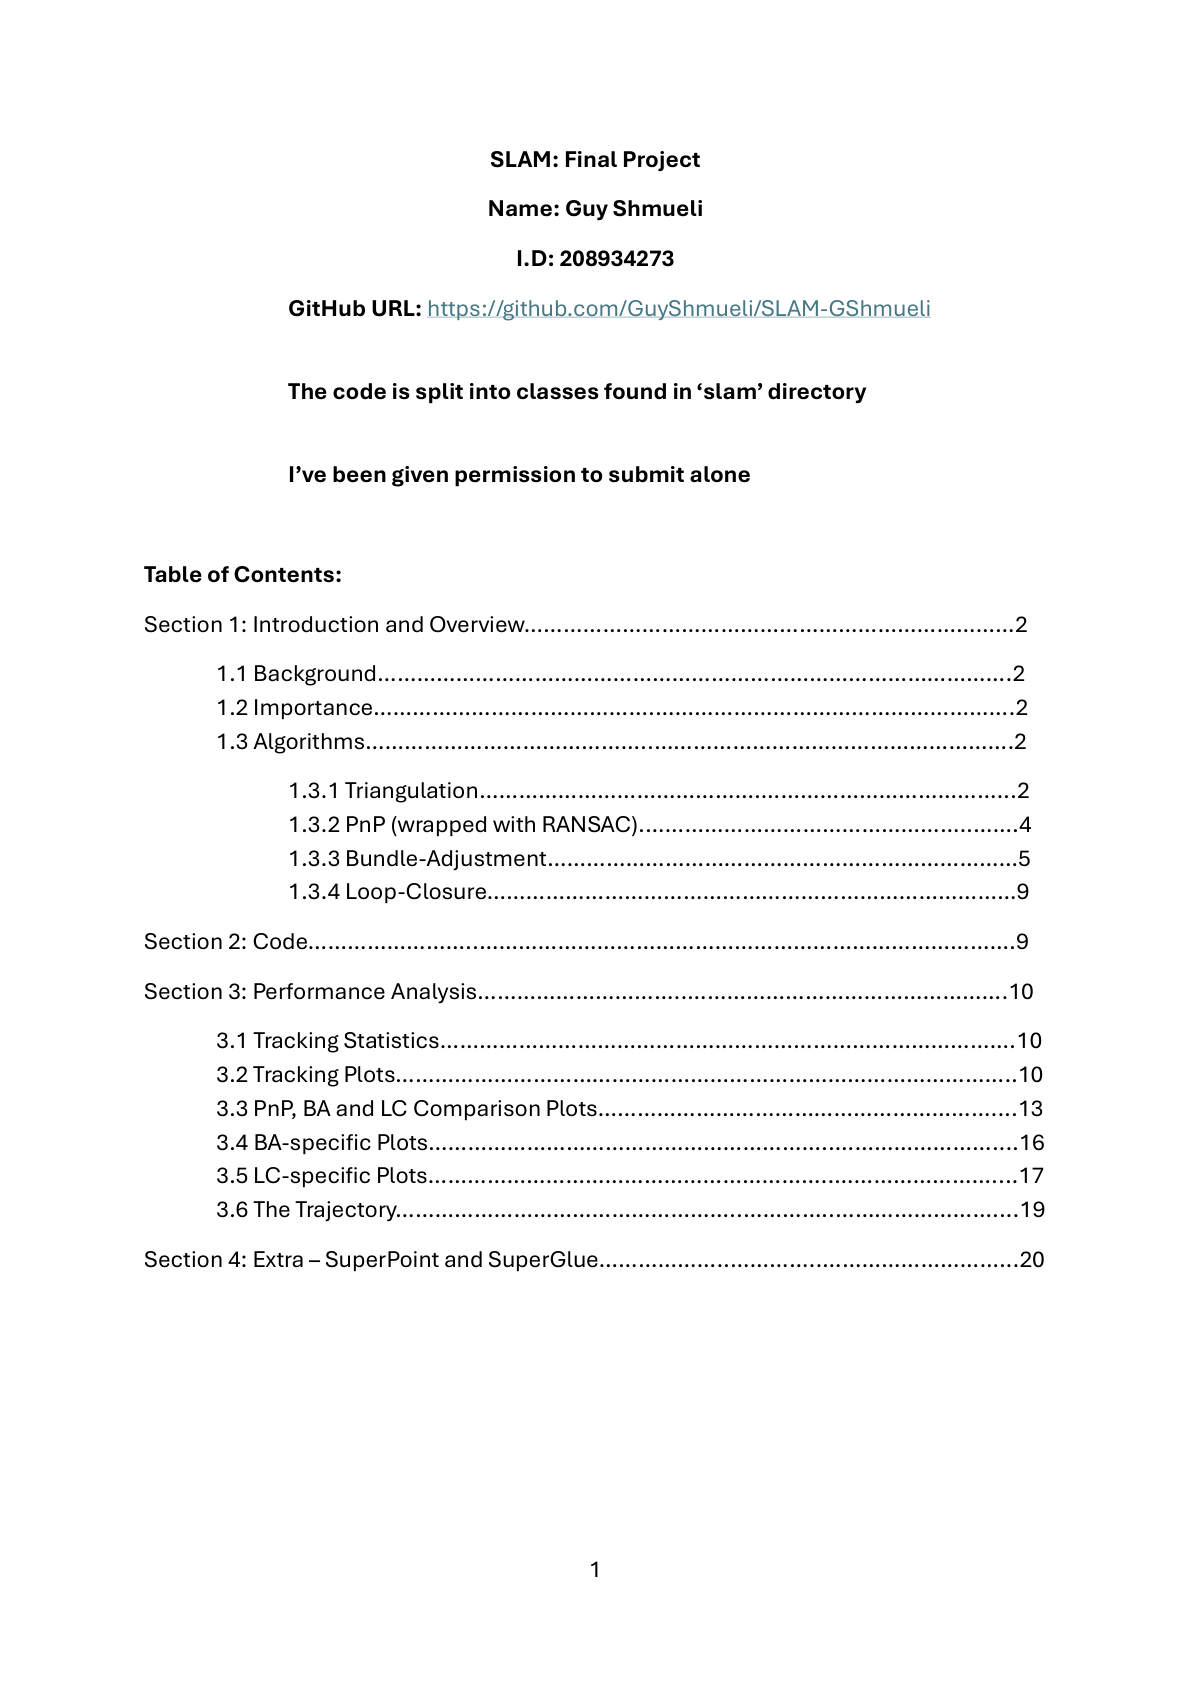 SLAM: Final Project
Name: Guy Shmueli
I.D: 208934273
GitHub URL: https://github.com/GuyShmueli/SLAM-GShmueli
The code is split into classes found in ‘slam’ directory
I’ve been given permission to submit alone
Table of Contents:
Section 1: Introduction and Overview..........................................................................................2
1.1 Background......................................................................................................................2
1.2 Importance......................................................................................................................2
1.3 Algorithms.......................................................................................................................2
1.3.1 Triangulation..................................................................................................2
1.3.2 PnP (wrapped with RANSAC).....................................................................4
1.3.3 Bundle-Adjustment......................................................................................5
1.3.4 Loop-Closure.................................................................................................9
Section 2: Code..................................................................................................................................9
Section 3: Performance Analysis.................................................................................................10
3.1 Tracking Statistics.........................................................................................................10
3.2 Tracking Plots.................................................................................................................10
3.3 PnP, BA and LC Comparison Plots.............................................................................13
3.4 BA-specific Plots............................................................................................................16
3.5 LC-specific Plots............................................................................................................17
3.6 The Trajectory..................................................................................................................19
Section 4: Extra – SuperPoint and SuperGlue.............................................................................20
1